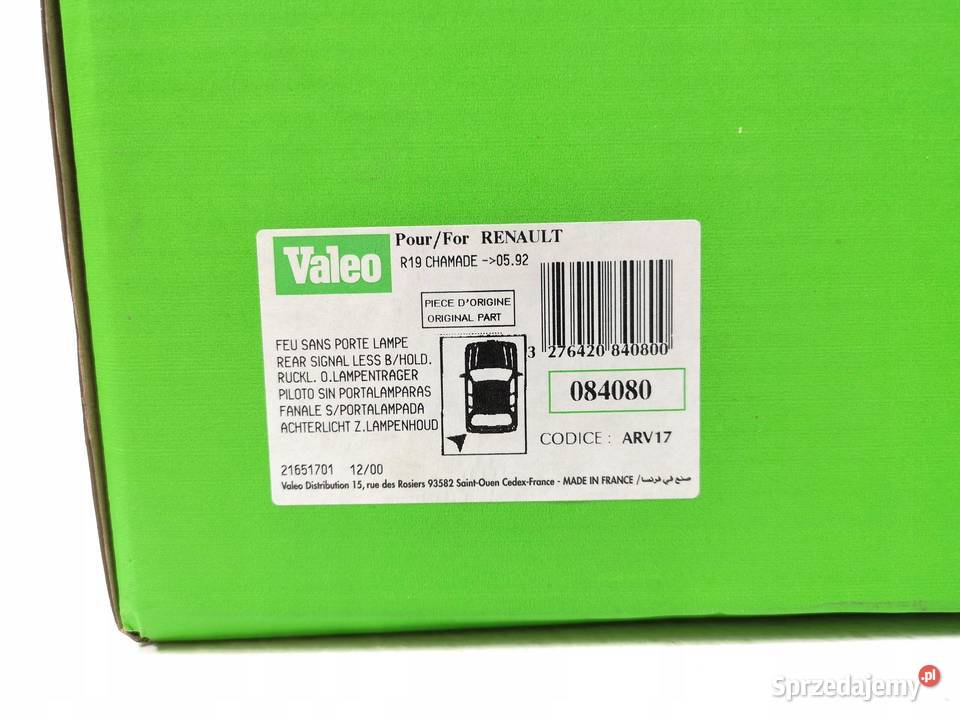 Valeo
Pour/For RENAULT
R19 CHAMADE ->05.92
PIECE D'ORIGINE
ORIGINAL PART
FEU SANS PORTE LAMPE
REAR SIGNAL LESS B/HOLD.
RUCKL. O.LAMPENTRAGER
PILOTO SIN PORTALAMPARAS
FANALE S/PORTALAMPADA
ACHTERLICHT Z.LAMPENHOUD
3 276420 840800
084080
CODICE : ARV17
21651701 12/00
Valeo Distribution 15, rue des Rosiers 93582 Saint-Ouen Cedex-France - MADE IN FRANCE / صنع في فرنسا
Sprzedajemy.pl